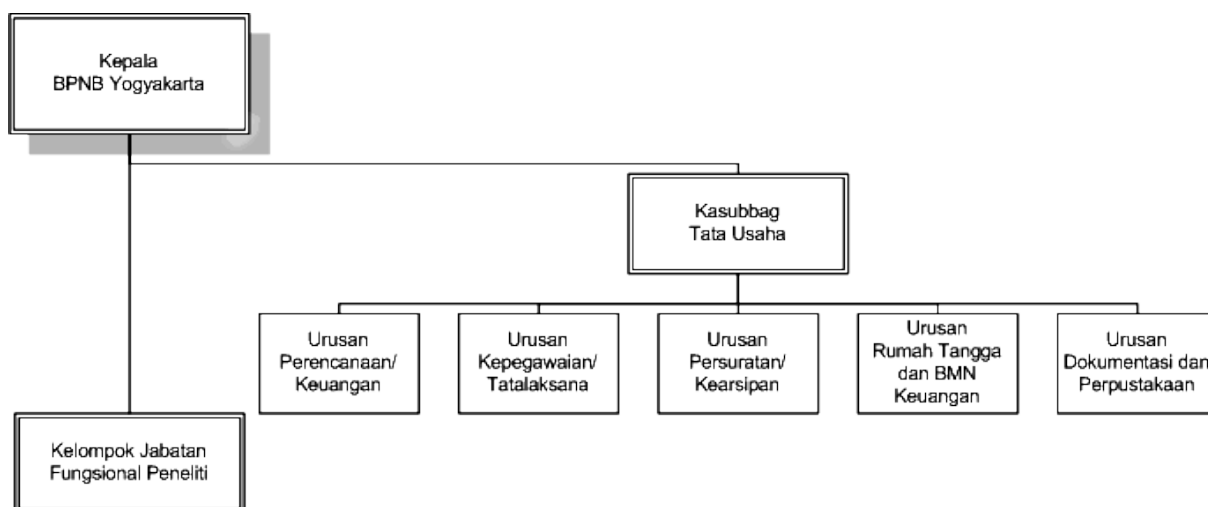 Kepala
BPNB Yogyakarta
Kasubbag
Tata Usaha
Urusan
Perencanaan/
Keuangan
Urusan
Kepegawaian/
Tatalaksana
Urusan
Persuratan/
Kearsipan
Urusan
Rumah Tangga
dan BMN
Keuangan
Urusan
Dokumentasi dan
Perpustakaan
Kelompok Jabatan
Fungsional Peneliti